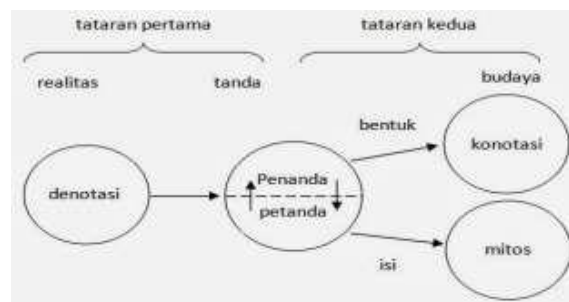 tataran pertama tataran kedua
realitas tanda budaya
bentuk
denotasi Penanda konotasi
petanda
isi mitos